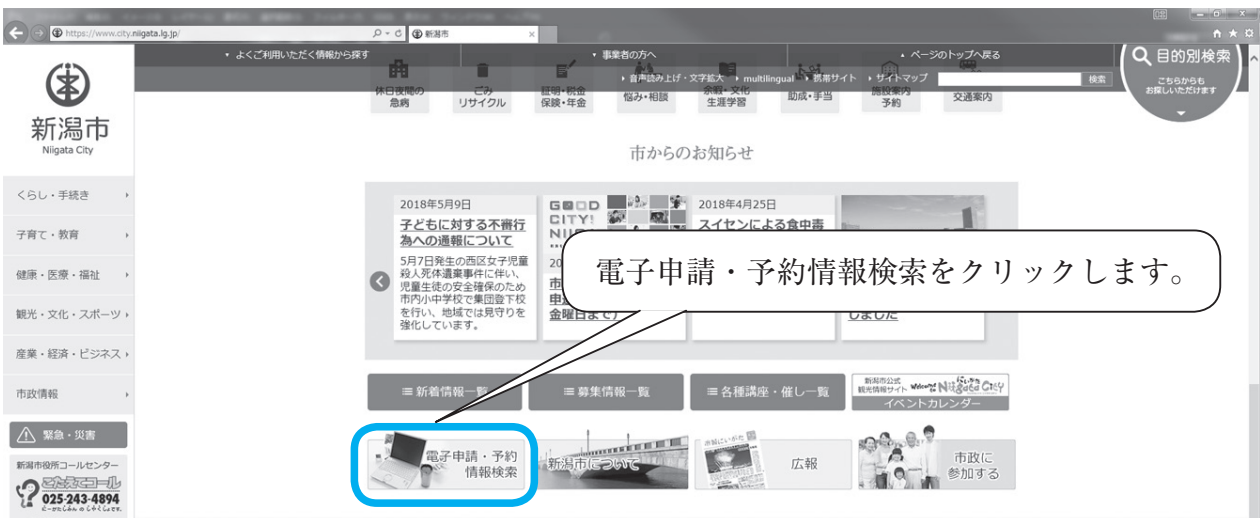 https://www.city.niigata.lg.jp/
新潟市
よくご利用いただく情報から探す
事業者の方へ
ページのトップへ戻る
音声読み上げ・文字拡大
multilingual
携帯サイト
サイトマップ
検索
目的別検索
こちらからも
お探しいただけます
休日夜間の
急病
ごみ
リサイクル
証明・税金
保険・年金
悩み・相談
余暇・文化
生涯学習
助成・手当
施設案内
予約
交通案内
新潟市
Niigata City
くらし・手続き
子育て・教育
健康・医療・福祉
観光・文化・スポーツ
産業・経済・ビジネス
市政情報
緊急・災害
新潟市役所コールセンター
こたえてコール
025-243-4894
市からのお知らせ
2018年5月9日
子どもに対する不審行
為への通報について
5月7日発生の西区女子児童
殺人死体遺棄事件に伴い、
児童生徒の安全確保のため
市内小中学校で集団登下校
を行い、地域では見守りを
強化しています。
GOOD
CITY!
NII
20
市
申
金曜日まで）
2018年4月25日
スイセンによる食中毒
しました
電子申請・予約情報検索をクリックします。
新着情報一覧
募集情報一覧
各種講座・催し一覧
新潟市公式
観光情報サイト Welcome to Niigata City
イベントカレンダー
電子申請・予約
情報検索
新潟市について
市報にいがた
広報
市政に
参加する